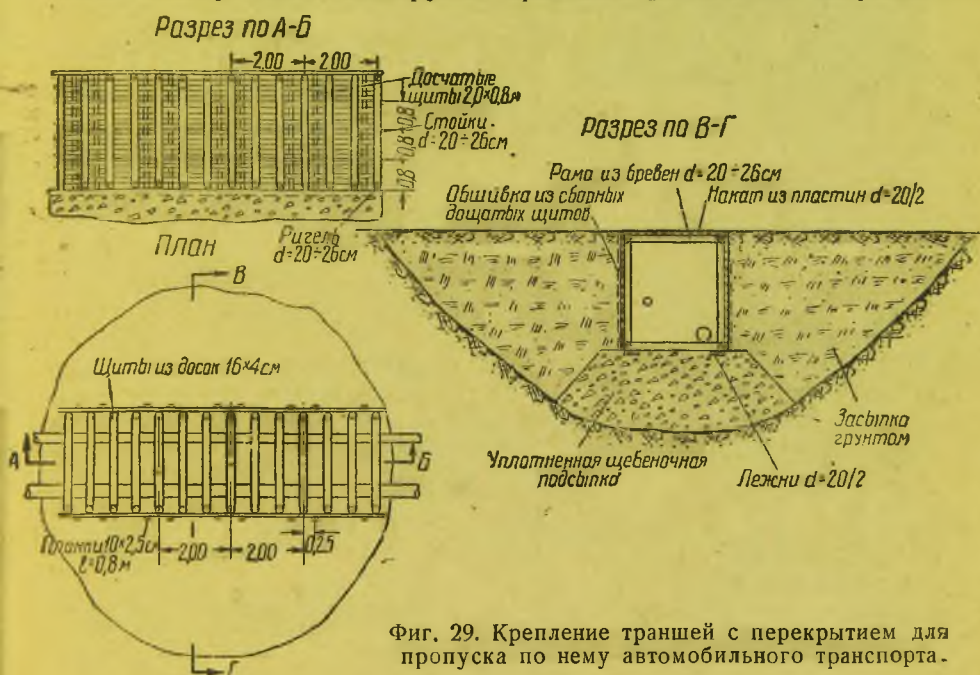 Разрез по А-Б
2,00 2,00
Досчатые
щиты 2,0×0,8м
Стойки
d=20÷26см
0,8 0,8 0,8
Ригель
d=20÷26см
Разрез по В-Г
Рама из бревен d=20÷26см
Обшивка из сборных
дощатых щитов
Накат из пластин d=20/2
Засыпка
грунтом
Уплотненная щебеночная
подсыпка
Лежни d=20/2
План
В
Щиты из досок 16×4см
А
Б
Планки 10×2,5см
ℓ=0,8м
2,00 2,00 0,25
Г
Фиг. 29. Крепление траншей с перекрытием для
пропуска по нему автомобильного транспорта.